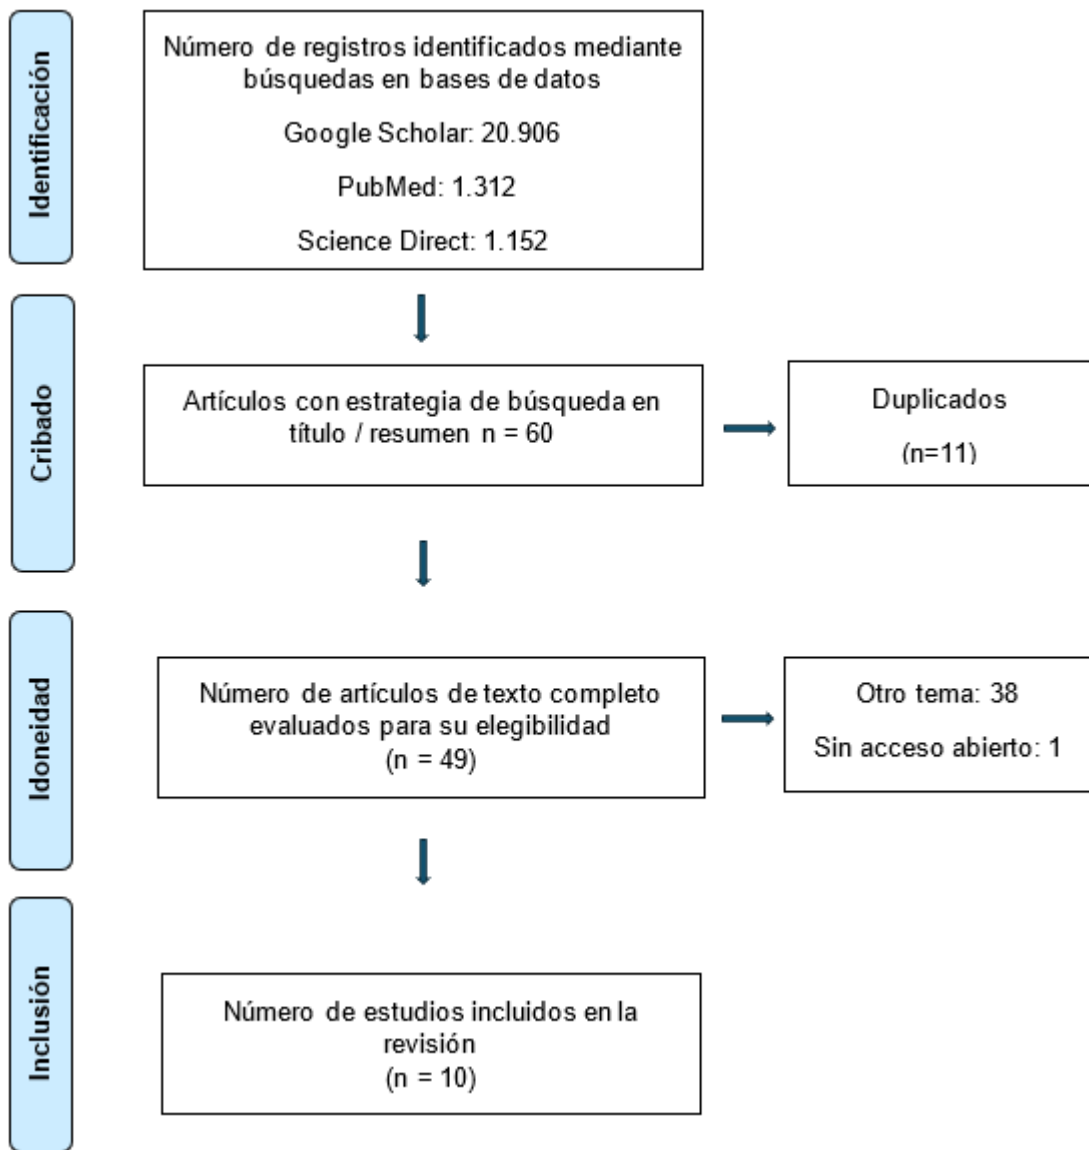 Identificación
Número de registros identificados mediante
búsquedas en bases de datos
Google Scholar: 20.906
PubMed: 1.312
Science Direct: 1.152
Cribado
Artículos con estrategia de búsqueda en
título / resumen n = 60
Duplicados
(n=11)
Idoneidad
Número de artículos de texto completo
evaluados para su elegibilidad
(n = 49)
Otro tema: 38
Sin acceso abierto: 1
Inclusión
Número de estudios incluidos en la
revisión
(n = 10)